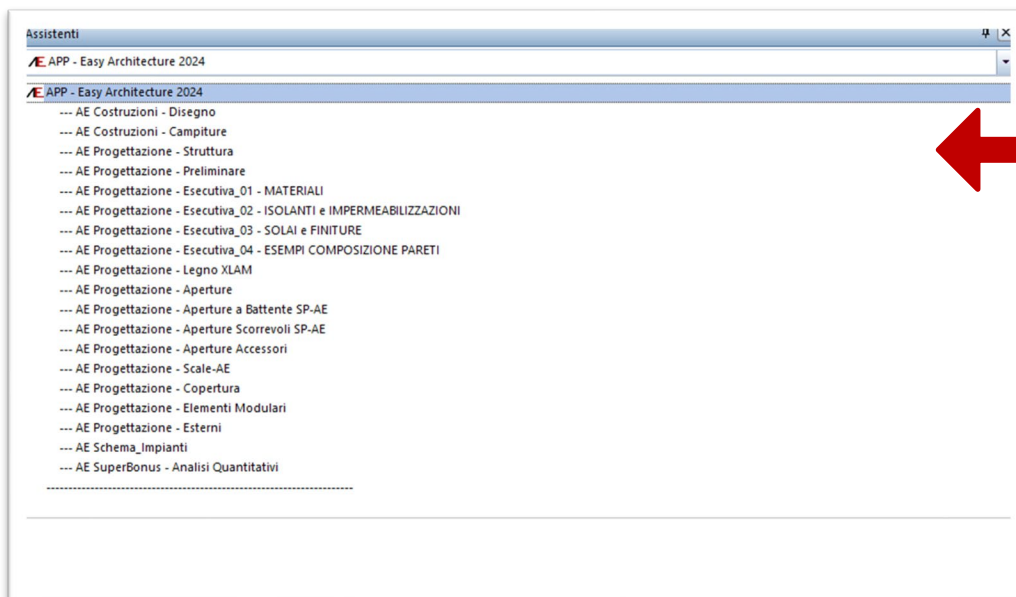 Assistenti
AE APP - Easy Architecture 2024
AE APP - Easy Architecture 2024
--- AE Costruzioni - Disegno
--- AE Costruzioni - Campiture
--- AE Progettazione - Struttura
--- AE Progettazione - Preliminare
--- AE Progettazione - Esecutiva_01 - MATERIALI
--- AE Progettazione - Esecutiva_02 - ISOLANTI e IMPERMEABILIZZAZIONI
--- AE Progettazione - Esecutiva_03 - SOLAI e FINITURE
--- AE Progettazione - Esecutiva_04 - ESEMPI COMPOSIZIONE PARETI
--- AE Progettazione - Legno XLAM
--- AE Progettazione - Aperture
--- AE Progettazione - Aperture a Battente SP-AE
--- AE Progettazione - Aperture Scorrevoli SP-AE
--- AE Progettazione - Aperture Accessori
--- AE Progettazione - Scale-AE
--- AE Progettazione - Copertura
--- AE Progettazione - Elementi Modulari
--- AE Progettazione - Esterni
--- AE Schema_Impianti
--- AE SuperBonus - Analisi Quantitativi
----------------------------------------------------------------------